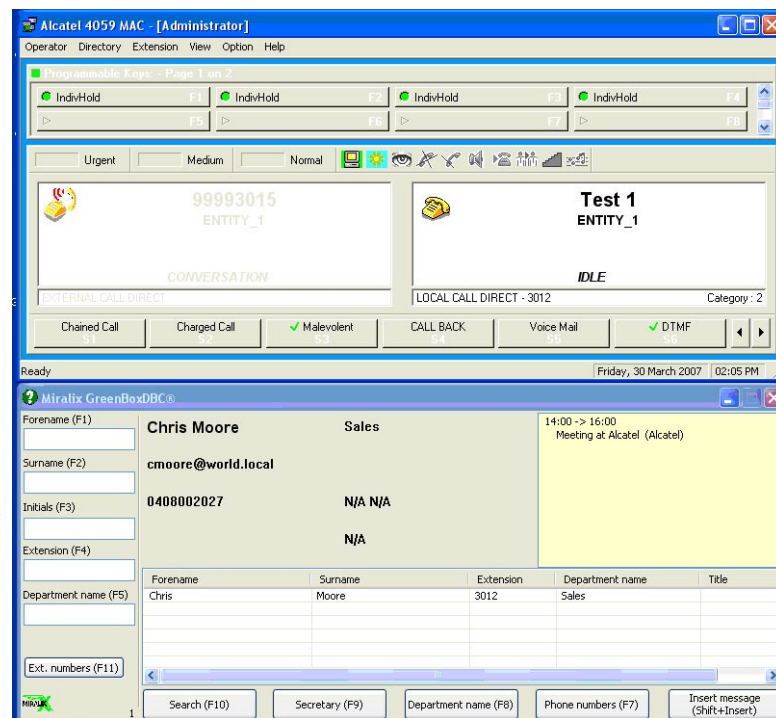 Alcatel 4059 MAC - [Administrator]
Operator Directory Extension View Option Help
Programmable Keys: - Page 1 on 2
IndivHold F1 IndivHold F2 IndivHold F3 IndivHold F4
F5 F6 F7 F8
Urgent Medium Normal
99993015
ENTITY_1
CONVERSATION
EXTERNAL CALL DIRECT
Test 1
ENTITY_1
IDLE
LOCAL CALL DIRECT - 3012 Category : 2
Chained Call Charged Call Malevolent CALL BACK Voice Mail DTMF
S1 S2 S3 S4 S5 S6
Ready Friday, 30 March 2007 02:05 PM
Miralix GreenBoxDBC®
Forename (F1)
Surname (F2)
Initials (F3)
Extension (F4)
Department name (F5)
Ext. numbers (F11)
MIRALIX
1
Chris Moore Sales
cmoore@world.local
0408002027 N/A N/A
N/A
14:00 -> 16:00
Meeting at Alcatel (Alcatel)
Forename Surname Extension Department name Title
Chris Moore 3012 Sales
Search (F10) Secretary (F9) Department name (F8) Phone numbers (F7) Insert message
(Shift+Insert)